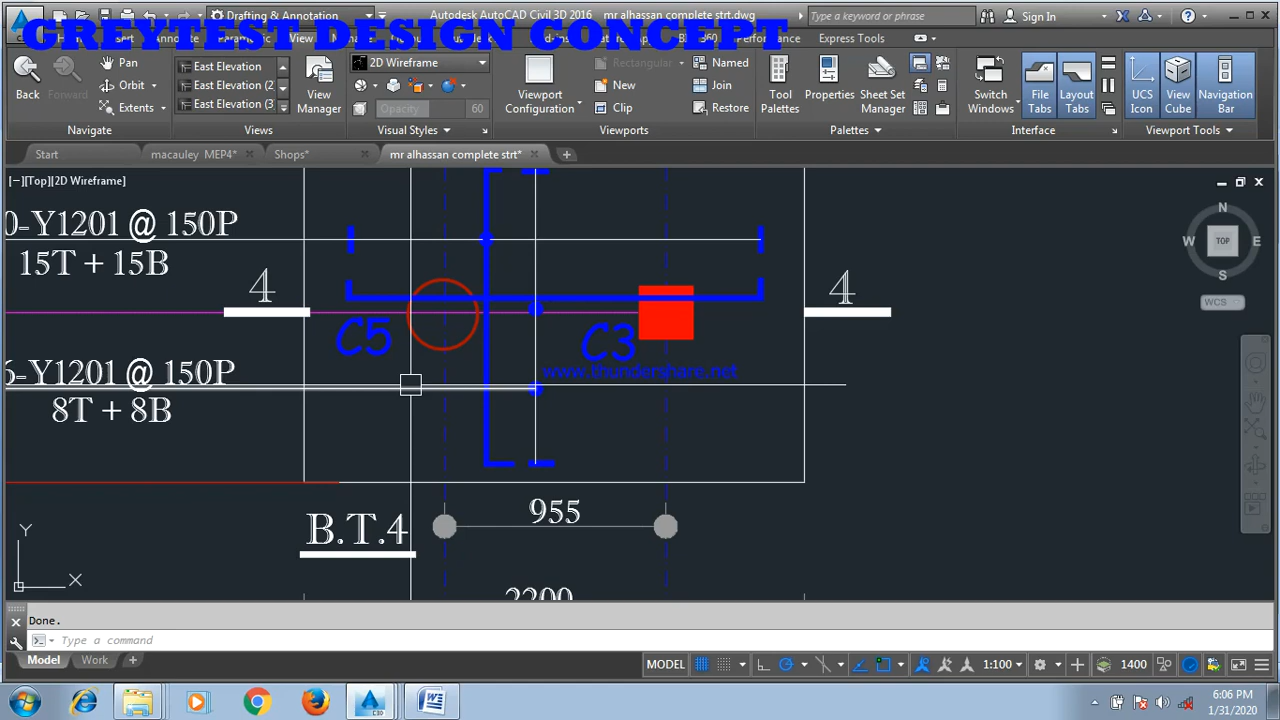 GREYTEST DESIGN CONCEPT
Drafting & Annotation
Autodesk AutoCAD Civil 3D 2016 mr alhassan complete strt.dwg
Type a keyword or phrase
Sign In
Express Tools
Back
Forward
Pan
Orbit
Extents
Navigate
East Elevation
East Elevation (2
East Elevation (3
View Manager
Views
2D Wireframe
Opacity 60
Visual Styles
Viewport Configuration
Rectangular
New
Clip
Named
Join
Restore
Viewports
Tool Palettes
Properties
Sheet Set Manager
Palettes
Switch Windows
File Tabs
Layout Tabs
Interface
UCS Icon
View Cube
Navigation Bar
Viewport Tools
Start
macauley MEP4*
Shops*
mr alhassan complete strt*
[−][Top][2D Wireframe]
N
W TOP E
S
WCS
0-Y1201 @ 150P
15T + 15B
4
4
C5
C3
www.thundershare.net
6-Y1201 @ 150P
8T + 8B
955
B.T.4
2200
Y
X
Done.
Type a command
Model
Work
MODEL
1:100
1400
6:06 PM
1/31/2020